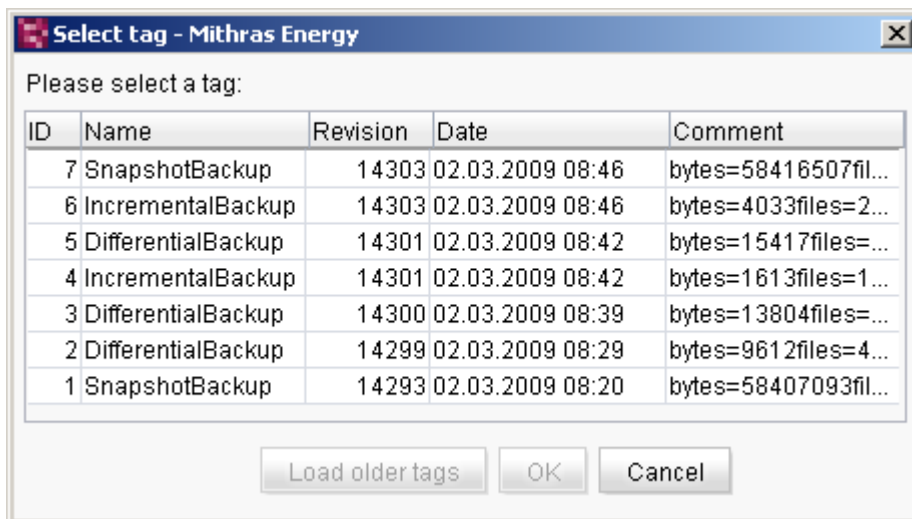 Select tag - Mithras Energy
Please select a tag:
ID Name Revision Date Comment
7 SnapshotBackup 14303 02.03.2009 08:46 bytes=58416507fil...
6 IncrementalBackup 14303 02.03.2009 08:46 bytes=4033files=2...
5 DifferentialBackup 14301 02.03.2009 08:42 bytes=15417files=...
4 IncrementalBackup 14301 02.03.2009 08:42 bytes=1613files=1...
3 DifferentialBackup 14300 02.03.2009 08:39 bytes=13804files=...
2 DifferentialBackup 14299 02.03.2009 08:29 bytes=9612files=4...
1 SnapshotBackup 14293 02.03.2009 08:20 bytes=58407093fil...
Load older tags OK Cancel